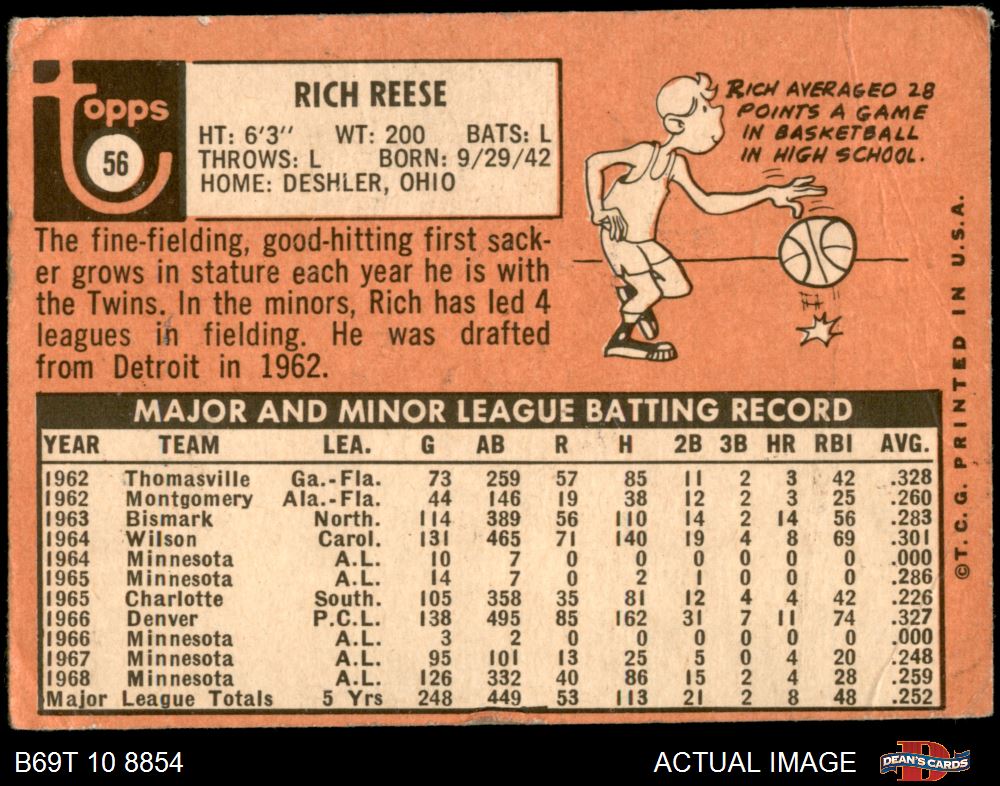 Topps
56
RICH REESE
HT: 6'3" WT: 200 BATS: L
THROWS: L BORN: 9/29/42
HOME: DESHLER, OHIO
RICH AVERAGED 28
POINTS A GAME
IN BASKETBALL
IN HIGH SCHOOL.
The fine-fielding, good-hitting first sack-
er grows in stature each year he is with
the Twins. In the minors, Rich has led 4
leagues in fielding. He was drafted
from Detroit in 1962.
MAJOR AND MINOR LEAGUE BATTING RECORD
YEAR TEAM LEA. G AB R H 2B 3B HR RBI AVG.
1962 Thomasville Ga.-Fla. 73 259 57 85 11 2 3 42 .328
1962 Montgomery Ala.-Fla. 44 146 19 38 12 2 3 25 .260
1963 Bismark North. 114 389 56 110 14 2 14 56 .283
1964 Wilson Carol. 131 465 71 140 19 4 8 69 .301
1964 Minnesota A.L. 10 7 0 0 0 0 0 0 .000
1965 Minnesota A.L. 14 7 0 2 1 0 0 0 .286
1965 Charlotte South. 105 358 35 81 12 4 4 42 .226
1966 Denver P.C.L. 138 495 85 162 31 7 11 74 .327
1966 Minnesota A.L. 3 2 0 0 0 0 0 0 .000
1967 Minnesota A.L. 95 101 13 25 5 0 4 20 .248
1968 Minnesota A.L. 126 332 40 86 15 2 4 28 .259
Major League Totals 5 Yrs 248 449 53 113 21 2 8 48 .252
©T.C.G. PRINTED IN U.S.A.
B69T 10 8854
ACTUAL IMAGE
D
DEAN'S CARDS